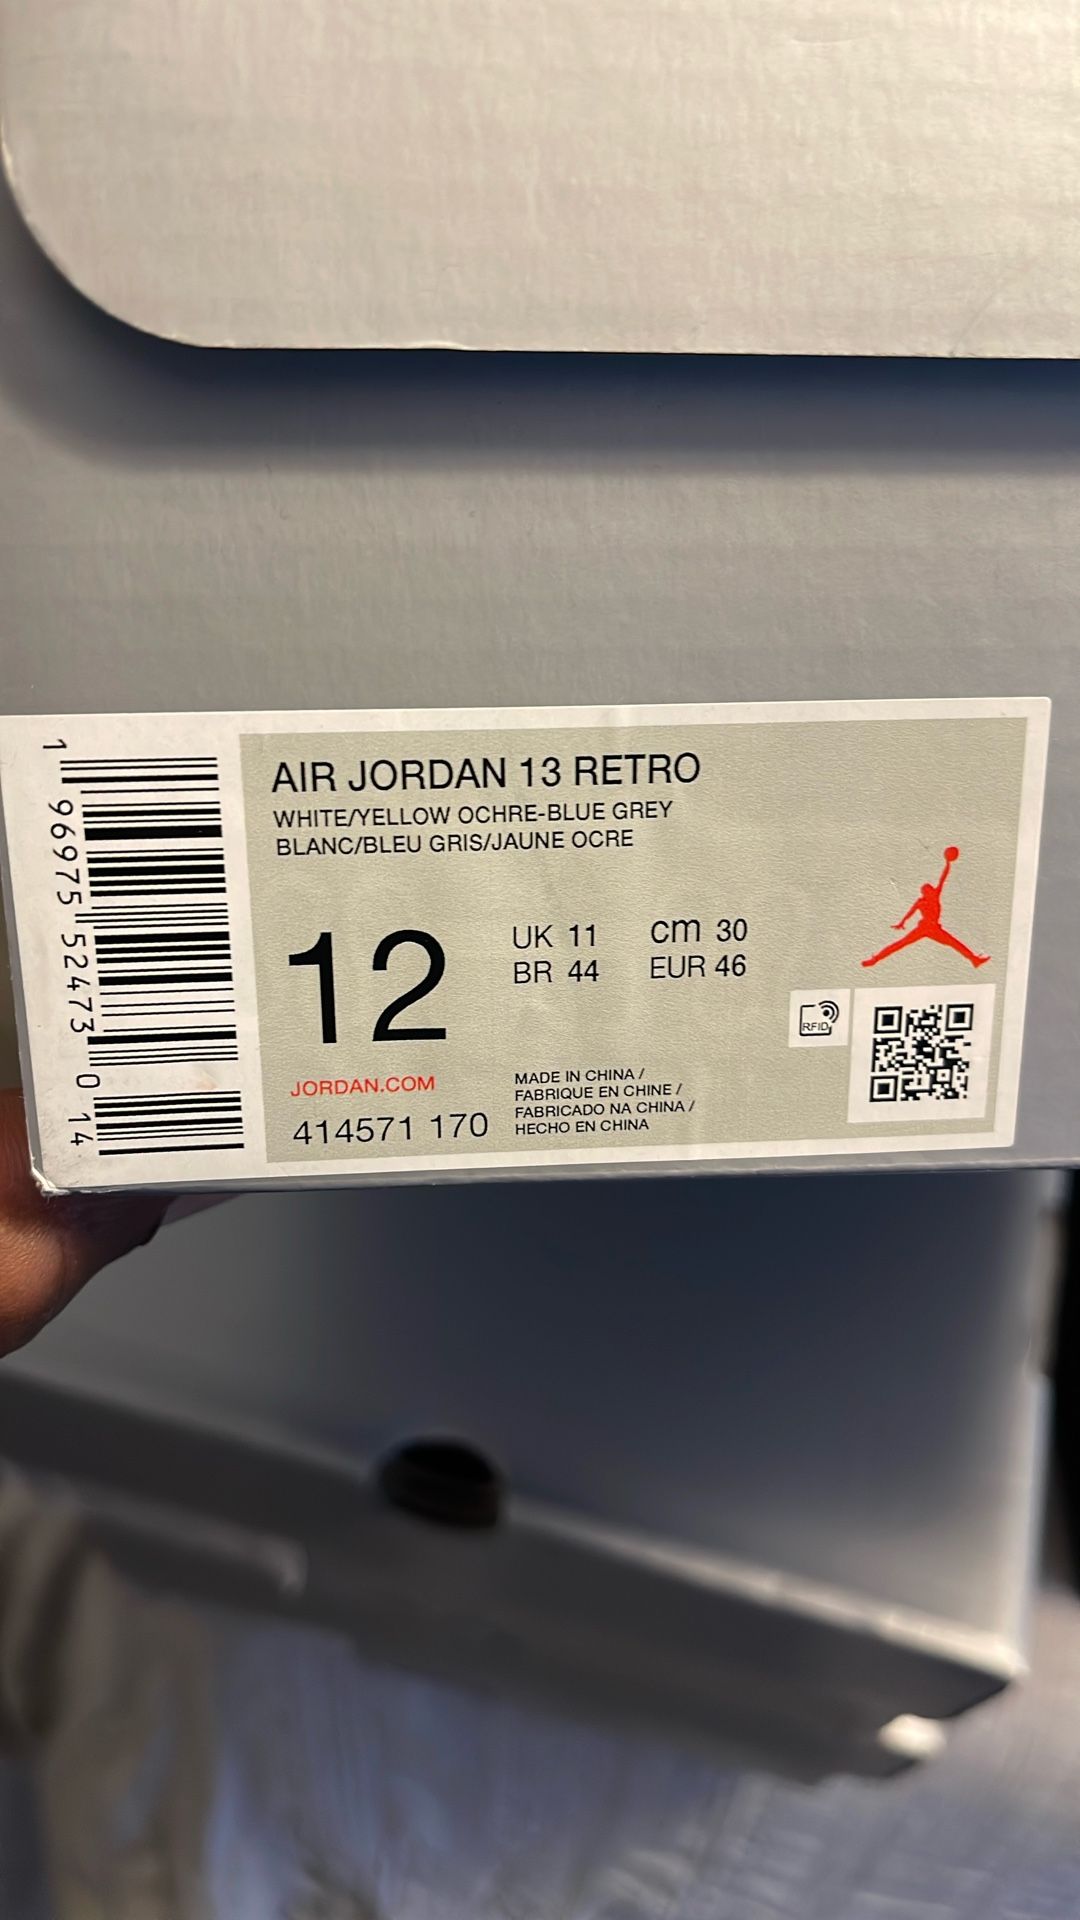 1 96975 52473 0 14
AIR JORDAN 13 RETRO
WHITE/YELLOW OCHRE-BLUE GREY
BLANC/BLEU GRIS/JAUNE OCRE
12
UK 11 cm 30
BR 44 EUR 46
RFID
JORDAN.COM
414571 170
MADE IN CHINA /
FABRIQUE EN CHINE /
FABRICADO NA CHINA /
HECHO EN CHINA